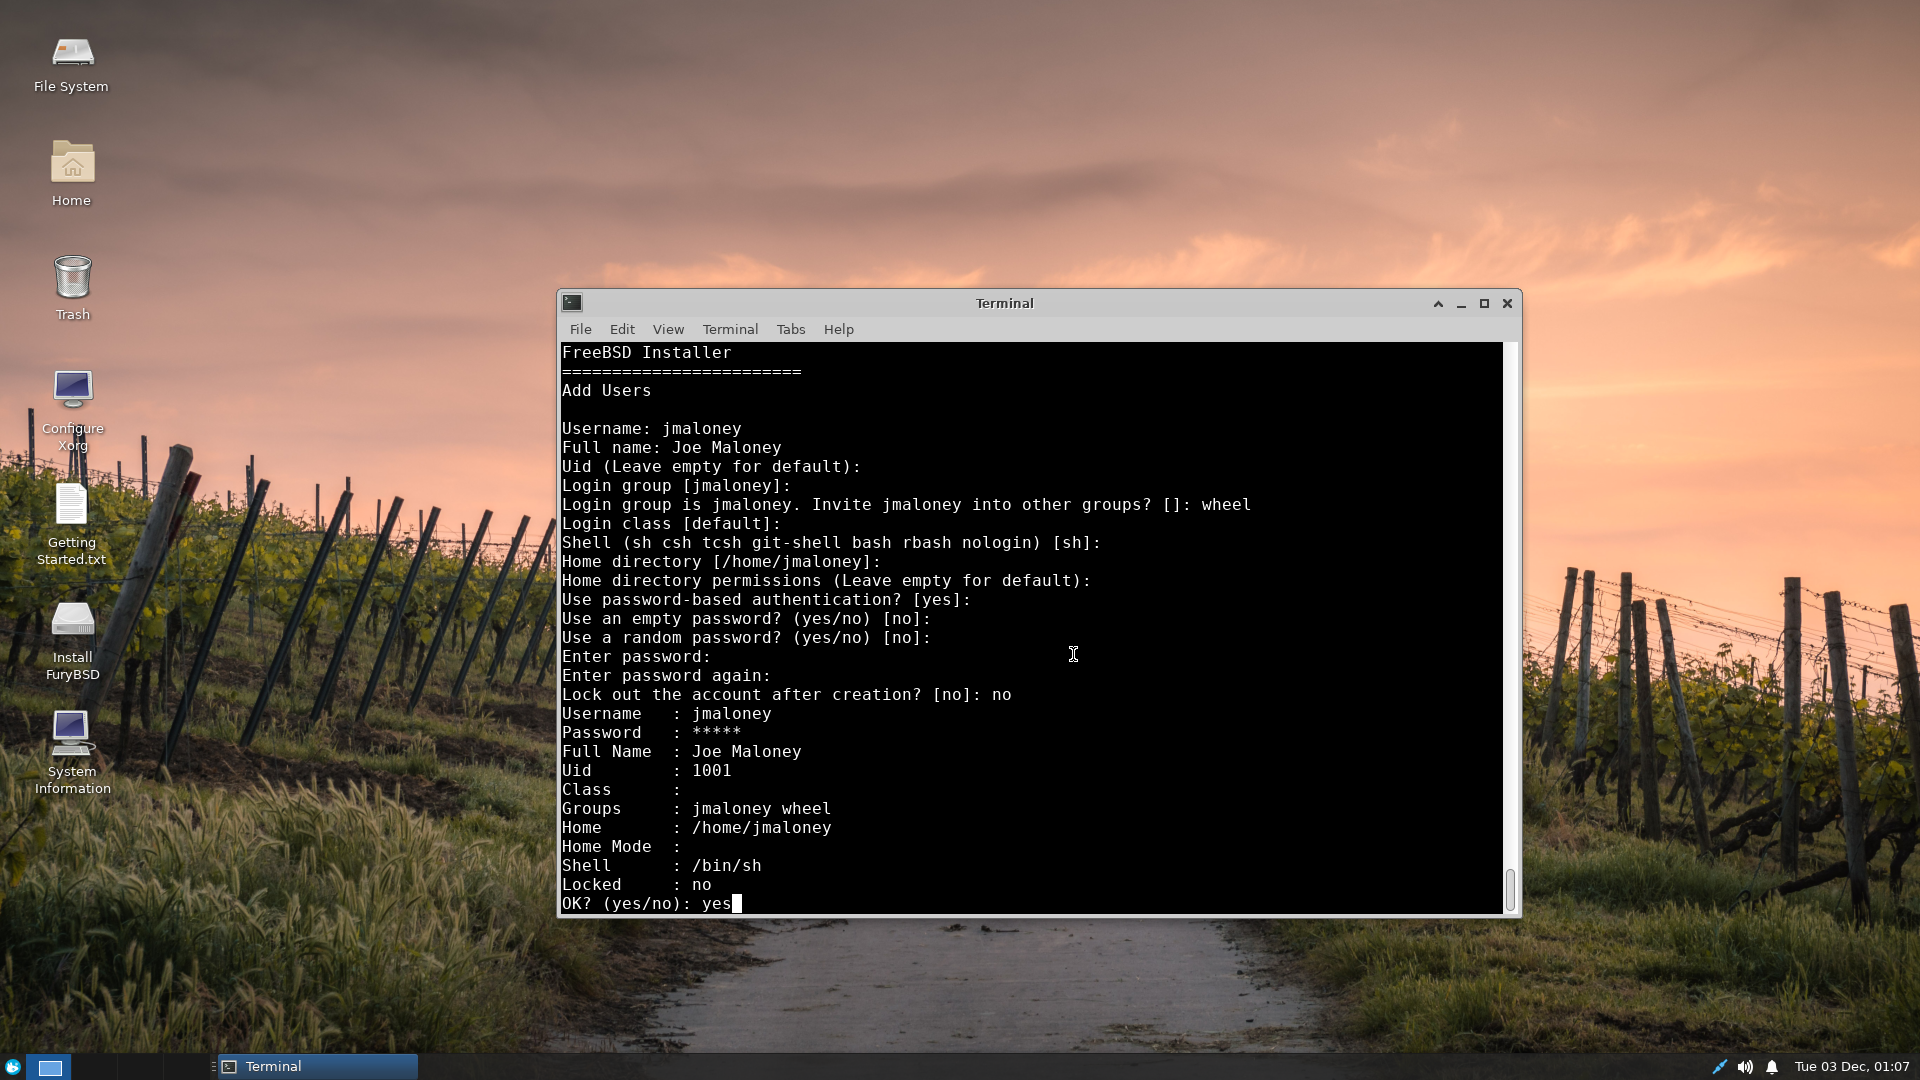 File System
Home
Trash
Configure
Xorg
Getting
Started.txt
Install
FuryBSD
System
Information
Terminal
File Edit View Terminal Tabs Help
FreeBSD Installer
========================
Add Users
Username: jmaloney
Full name: Joe Maloney
Uid (Leave empty for default):
Login group [jmaloney]:
Login group is jmaloney. Invite jmaloney into other groups? []: wheel
Login class [default]:
Shell (sh csh tcsh git-shell bash rbash nologin) [sh]:
Home directory [/home/jmaloney]:
Home directory permissions (Leave empty for default):
Use password-based authentication? [yes]:
Use an empty password? (yes/no) [no]:
Use a random password? (yes/no) [no]:
Enter password:
Enter password again:
Lock out the account after creation? [no]: no
Username   : jmaloney
Password   : *****
Full Name  : Joe Maloney
Uid        : 1001
Class      :
Groups     : jmaloney wheel
Home       : /home/jmaloney
Home Mode  :
Shell      : /bin/sh
Locked     : no
OK? (yes/no): yes
Terminal
Tue 03 Dec, 01:07